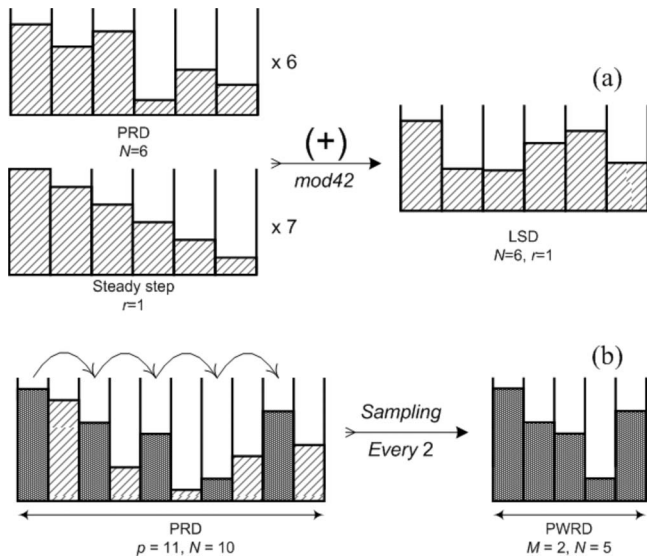 (a)
x 6
PRD
N=6
(+)
mod42
x 7
LSD
N=6, r=1
Steady step
r=1
(b)
Sampling
Every 2
PRD
p = 11, N = 10
PWRD
M = 2, N = 5